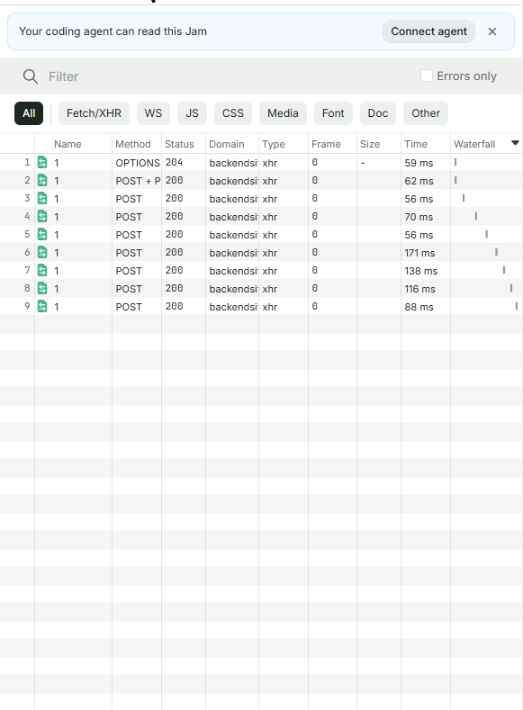 Your coding agent can read this Jam Connect agent
Filter Errors only
All Fetch/XHR WS JS CSS Media Font Doc Other
Name Method Status Domain Type Frame Size Time Waterfall
1 1 OPTIONS 204 backendsi xhr 0 - 59 ms
2 1 POST + P 200 backendsi xhr 0 62 ms
3 1 POST 200 backendsi xhr 0 56 ms
4 1 POST 200 backendsi xhr 0 70 ms
5 1 POST 200 backendsi xhr 0 56 ms
6 1 POST 200 backendsi xhr 0 171 ms
7 1 POST 200 backendsi xhr 0 138 ms
8 1 POST 200 backendsi xhr 0 116 ms
9 1 POST 200 backendsi xhr 0 88 ms